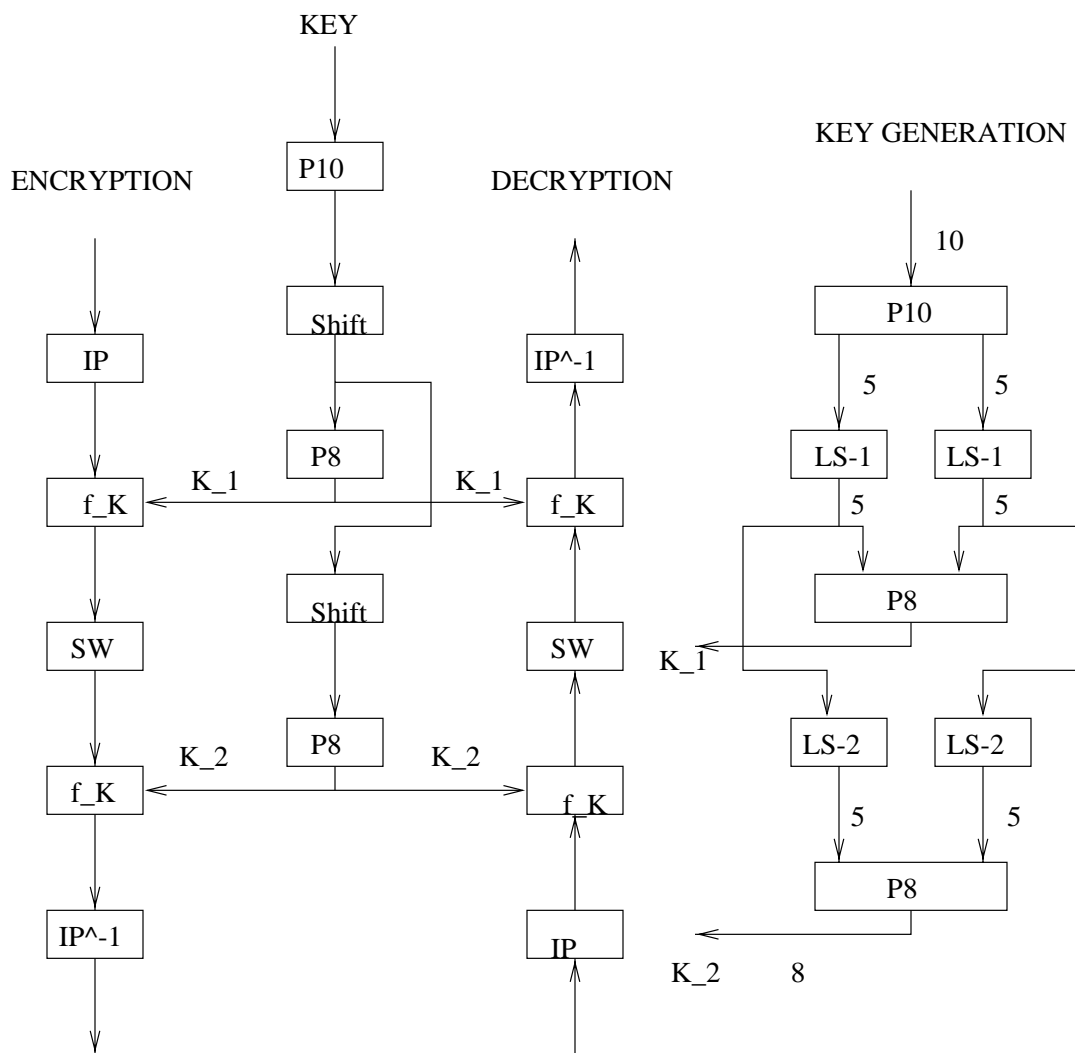 KEY
KEY GENERATION
P10
ENCRYPTION
DECRYPTION
10
Shift
P10
IP
IP^-1
5
5
P8
LS-1
LS-1
K_1
K_1
f_K
f_K
5
5
Shift
P8
SW
SW
K_1
P8
LS-2
LS-2
K_2
K_2
f_K
f_K
5
5
P8
IP^-1
IP
K_2
8